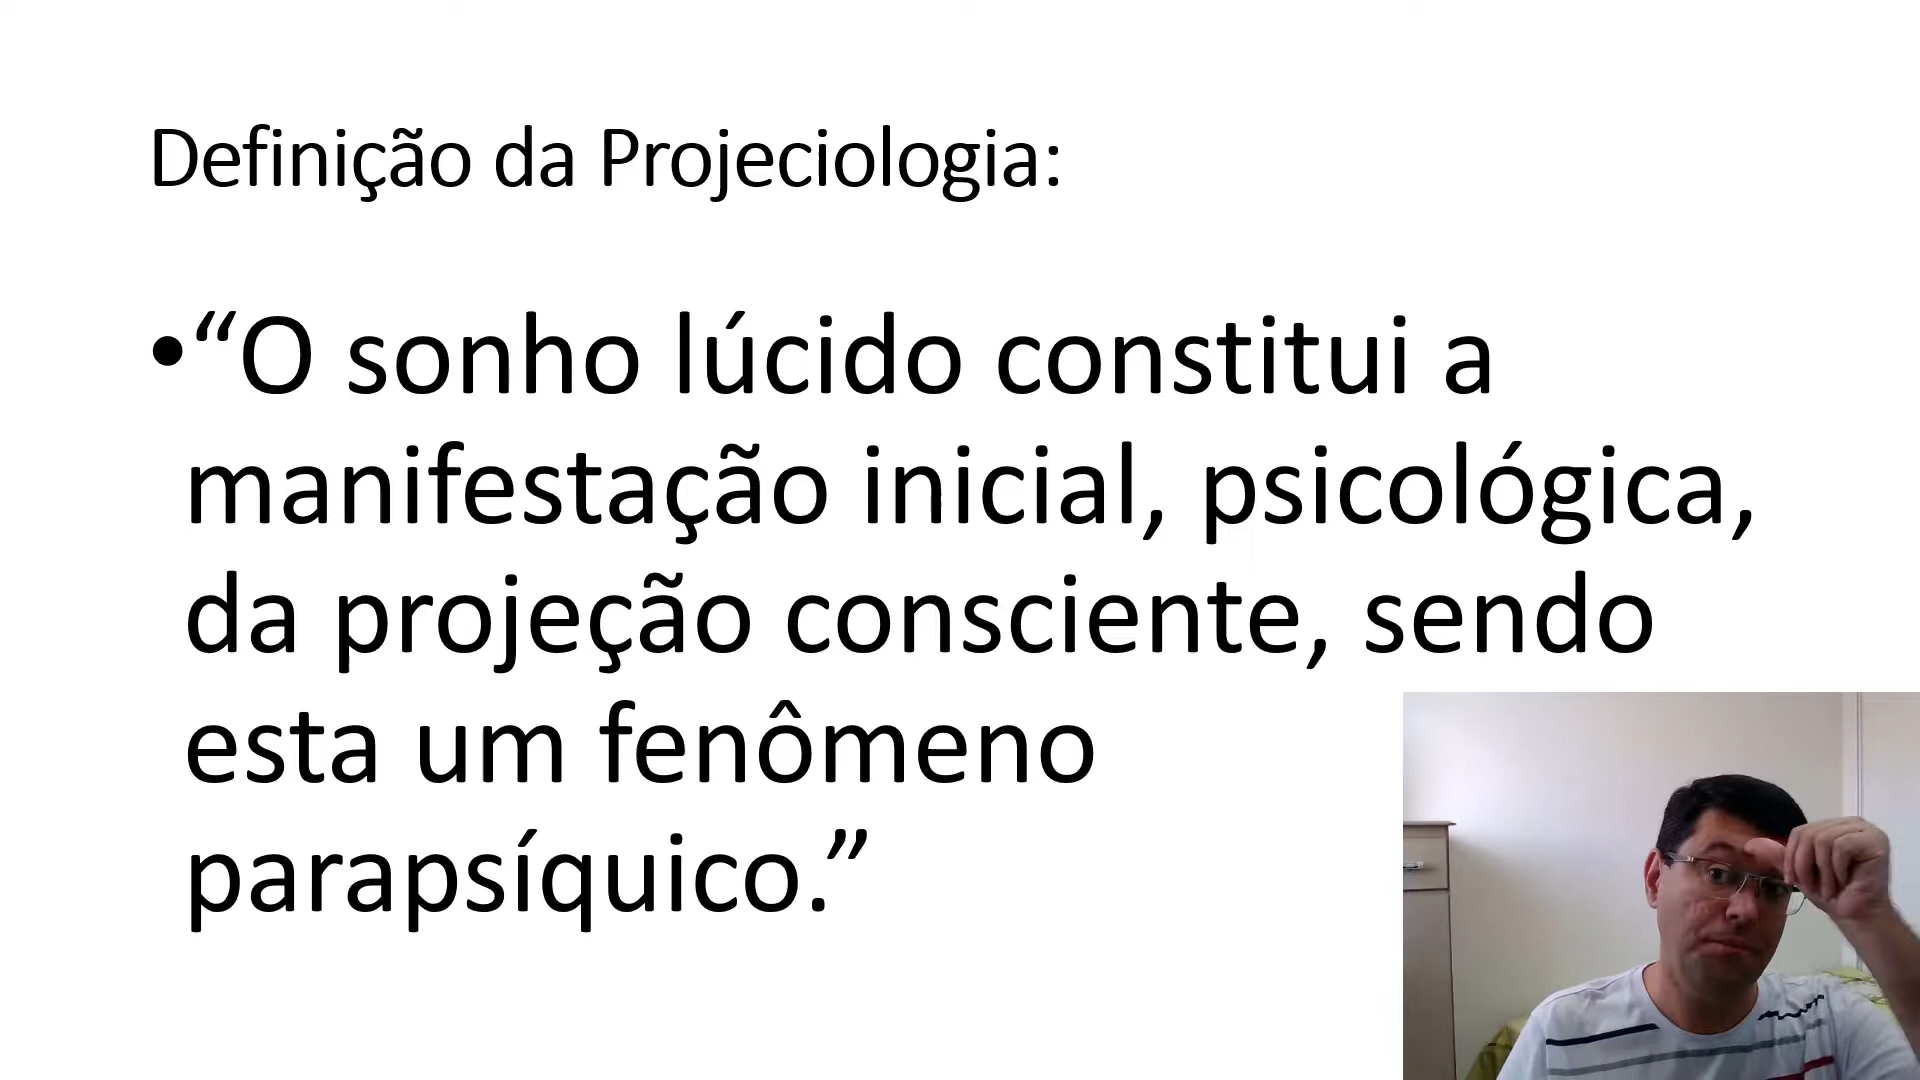 Definição da Projeciologia:
•“O sonho lúcido constitui a
manifestação inicial, psicológica,
da projeção consciente, sendo
esta um fenômeno
parapsíquico.”